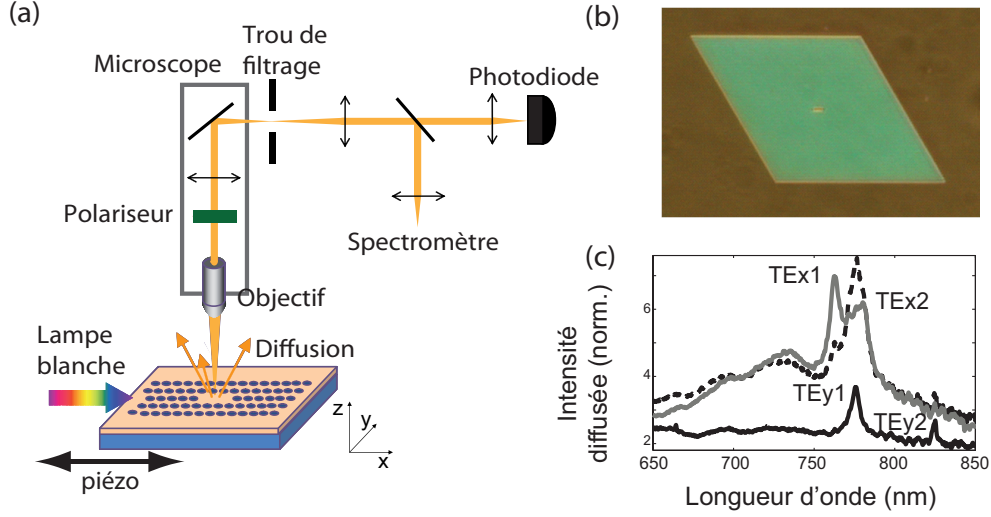 (a)
Trou de
filtrage
Microscope
Photodiode
Polariseur
Spectromètre
Objectif
Lampe
blanche
Diffusion
z
y
x
piézo
(b)
(c)
TEx1
TEx2
TEy1
TEy2
Intensité
diffusée (norm.)
6
4
2
650
700
750
800
850
Longueur d'onde (nm)